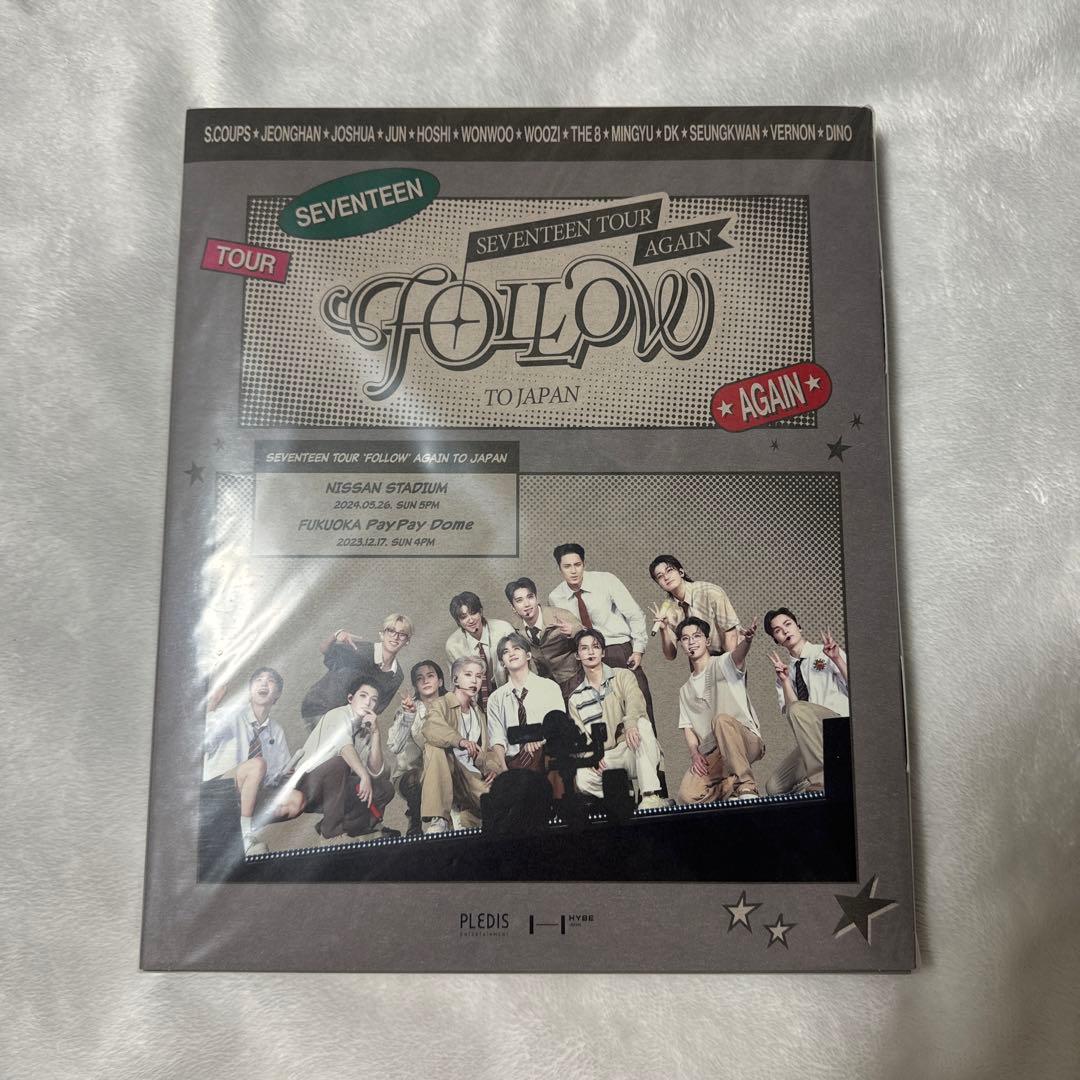 S.COUPS★JEONGHAN★JOSHUA★JUN★HOSHI★WONWOO★WOOZI★THE 8★MINGYU★DK★SEUNGKWAN★VERNON★DINO
SEVENTEEN
TOUR
SEVENTEEN TOUR
AGAIN
FOLLOW
TO JAPAN
★AGAIN★
SEVENTEEN TOUR 'FOLLOW' AGAIN TO JAPAN
NISSAN STADIUM
2024.05.26. SUN 5PM
FUKUOKA PayPay Dome
2023.12.17. SUN 4PM
PLEDIS
ENTERTAINMENT
HYBE